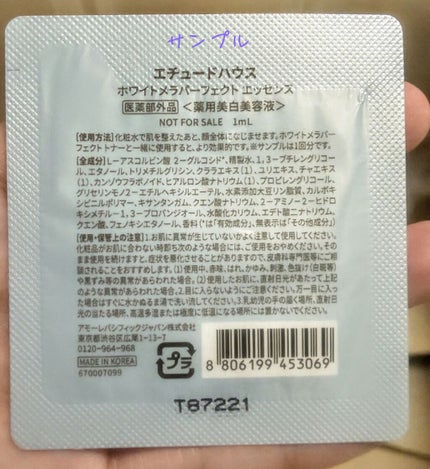 サンプル
エチュードハウス
ホワイトメラパーフェクト エッセンス
医薬部外品 <薬用美白美容液>
NOT FOR SALE 1mL
[使用方法] 化粧水で肌を整えたあと、顔全体になじませます。ホワイトメラパー
フェクト トナーと一緒に使用すると、より効果的です。※サンプルは1回分です。
[全成分] L-アスコルビン酸 2-グルコシド*、精製水、1,3-ブチレングリコー
ル、エタノール、トリメチルグリシン、クララエキス(1)、ユリエキス、チャエキス
(1)、カンゾウフラボノイド、ヒアルロン酸ナトリウム(1)、プロピレングリコール、
グリセリンモノ2-エチルヘキシルエーテル、水素添加大豆リン脂質、カルボキ
シビニルポリマー、キサンタンガム、クエン酸ナトリウム、2-アミノ-2-ヒドロ
キシメチル-1,3-プロパンジオール、水酸化カリウム、エデト酸二ナトリウム、
クエン酸、フェノキシエタノール、香料 (*は「有効成分」、無表示は「その他成分」)
[使用・保管上の注意] 1.お肌に異常が生じていないかよく注意して使用してください。
化粧品がお肌に合わない時即ち次のような場合には、ご使用をおやめください。その
まま使用を続けますと、症状を悪化させることがありますので、皮膚科専門医等にご相
談されることをおすすめします。(1)使用中、赤味、はれ、かゆみ、刺激、色抜け(白斑等)
や黒ずみ等の異常があらわれた場合。(2)使用したお肌に、直射日光があたって上記
のような異常があらわれた場合。2.目に入らないようにご注意ください。万一目に入っ
た場合はすぐに水かぬるま湯で洗い流してください。3.乳幼児の手の届く場所、直射日
光の当たる場所、高温多湿または極度に低温になる場所には置かないでください。
アモーレパシフィックジャパン株式会社
東京都渋谷区広尾1-13-7
0120-964-968
MADE IN KOREA
670007099
プラ
8 806199 453069
T87221